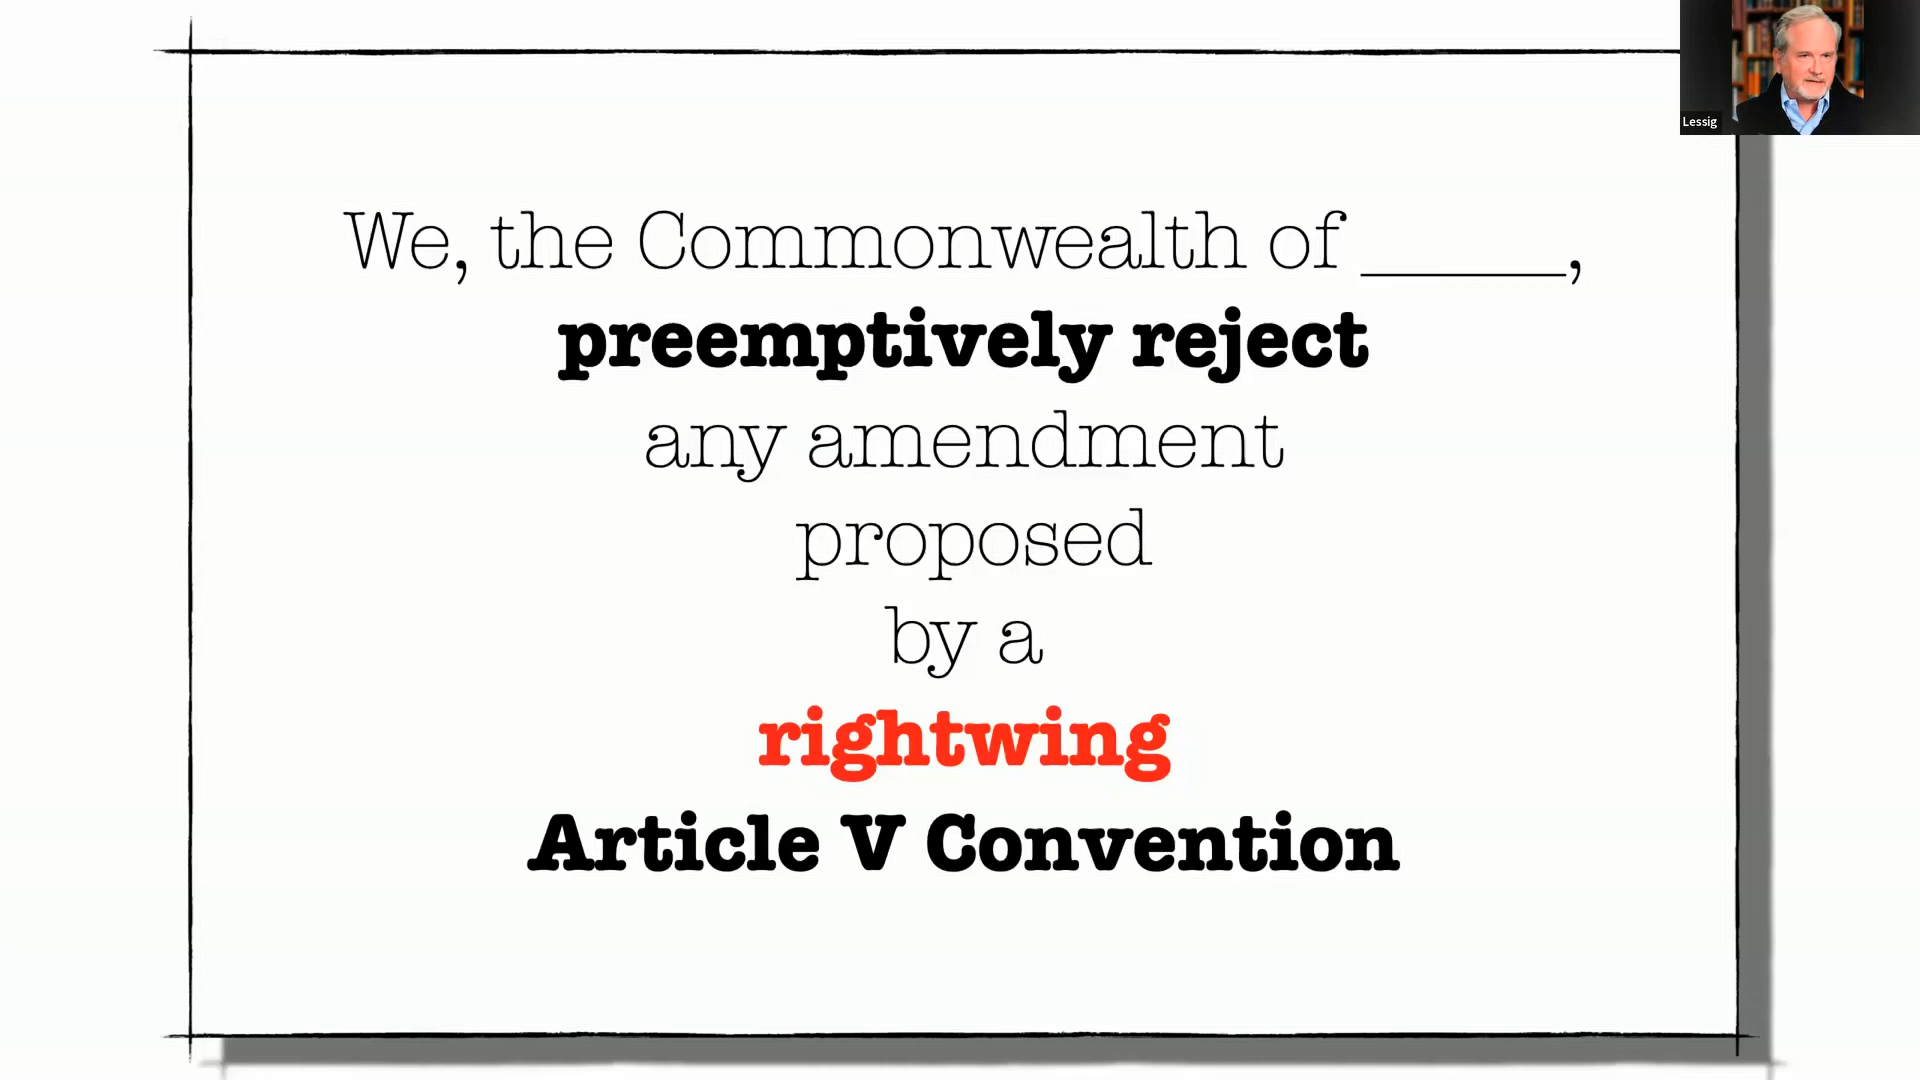 Lessig
We, the Commonwealth of _____,
preemptively reject
any amendment
proposed
by a
rightwing
Article V Convention